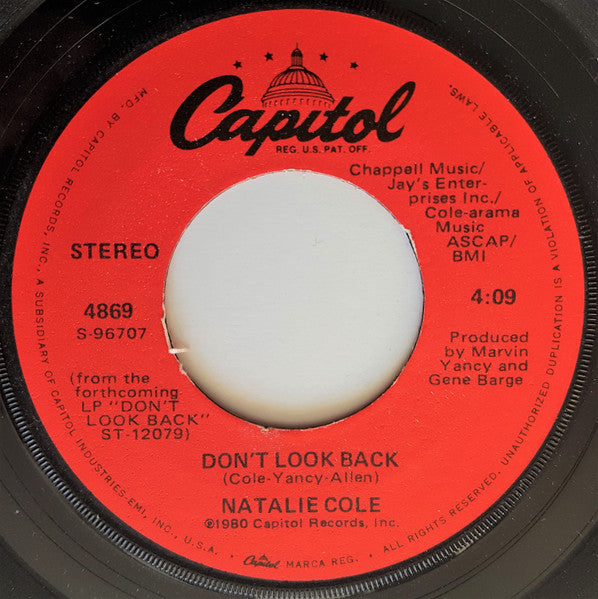 Capitol
REG. U.S. PAT. OFF.
Chappell Music/
Jay's Enter-
prises Inc./
Cole-arama
Music
ASCAP/
BMI
STEREO
4869
S-96707
4:09
(from the
forthcoming
LP "DON'T
LOOK BACK"
ST-12079)
Produced
by Marvin
Yancy and
Gene Barge
DON'T LOOK BACK
(Cole-Yancy-Allen)
NATALIE COLE
℗1980 Capitol Records, Inc.
MFD. BY CAPITOL RECORDS, INC., A SUBSIDIARY OF CAPITOL INDUSTRIES-EMI, INC., U.S.A. • Capitol MARCA REG. • ALL RIGHTS RESERVED. UNAUTHORIZED DUPLICATION IS A VIOLATION OF APPLICABLE LAWS.